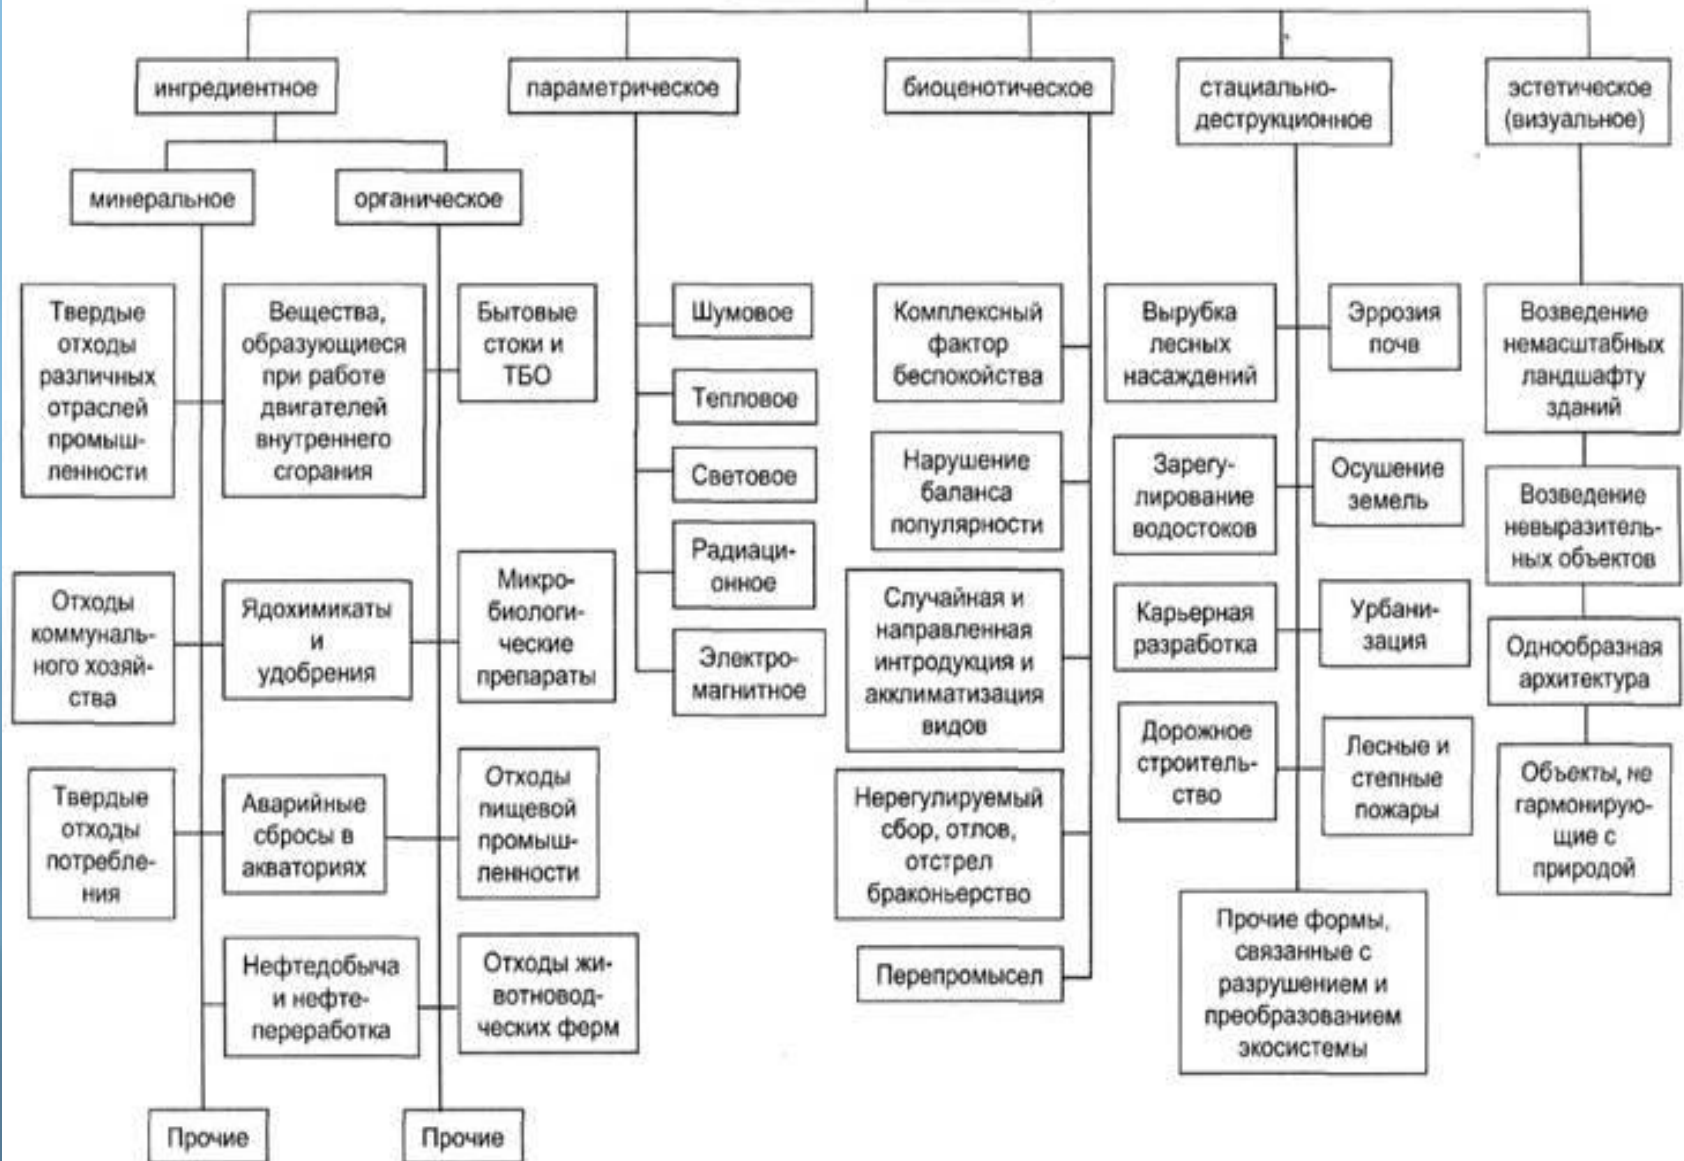 ингредиентное
параметрическое
биоценотическое
стациально-
деструкционное
эстетическое
(визуальное)
минеральное
органическое
Твердые
отходы
различных
отраслей
промыш-
ленности
Вещества,
образующиеся
при работе
двигателей
внутреннего
сгорания
Бытовые
стоки и
ТБО
Отходы
коммуналь-
ного хозяй-
ства
Ядохимикаты
и
удобрения
Микро-
биологи-
ческие
препараты
Твердые
отходы
потребле-
ния
Аварийные
сбросы в
акваториях
Отходы
пищевой
промыш-
ленности
Нефтедобыча
и нефте-
переработка
Отходы жи-
вотновод-
ческих ферм
Прочие
Прочие
Шумовое
Тепловое
Световое
Радиаци-
онное
Электро-
магнитное
Комплексный
фактор
беспокойства
Нарушение
баланса
популярности
Случайная и
направленная
интродукция и
акклиматизация
видов
Нерегулируемый
сбор, отлов,
отстрел
браконьерство
Перепромысел
Вырубка
лесных
насаждений
Эррозия
почв
Зарегу-
лирование
водостоков
Осушение
земель
Карьерная
разработка
Урбани-
зация
Дорожное
строитель-
ство
Лесные и
степные
пожары
Прочие формы,
связанные с
разрушением и
преобразованием
экосистемы
Возведение
немасштабных
ландшафту
зданий
Возведение
невыразитель-
ных объектов
Однообразная
архитектура
Объекты, не
гармонирую-
щие с
природой